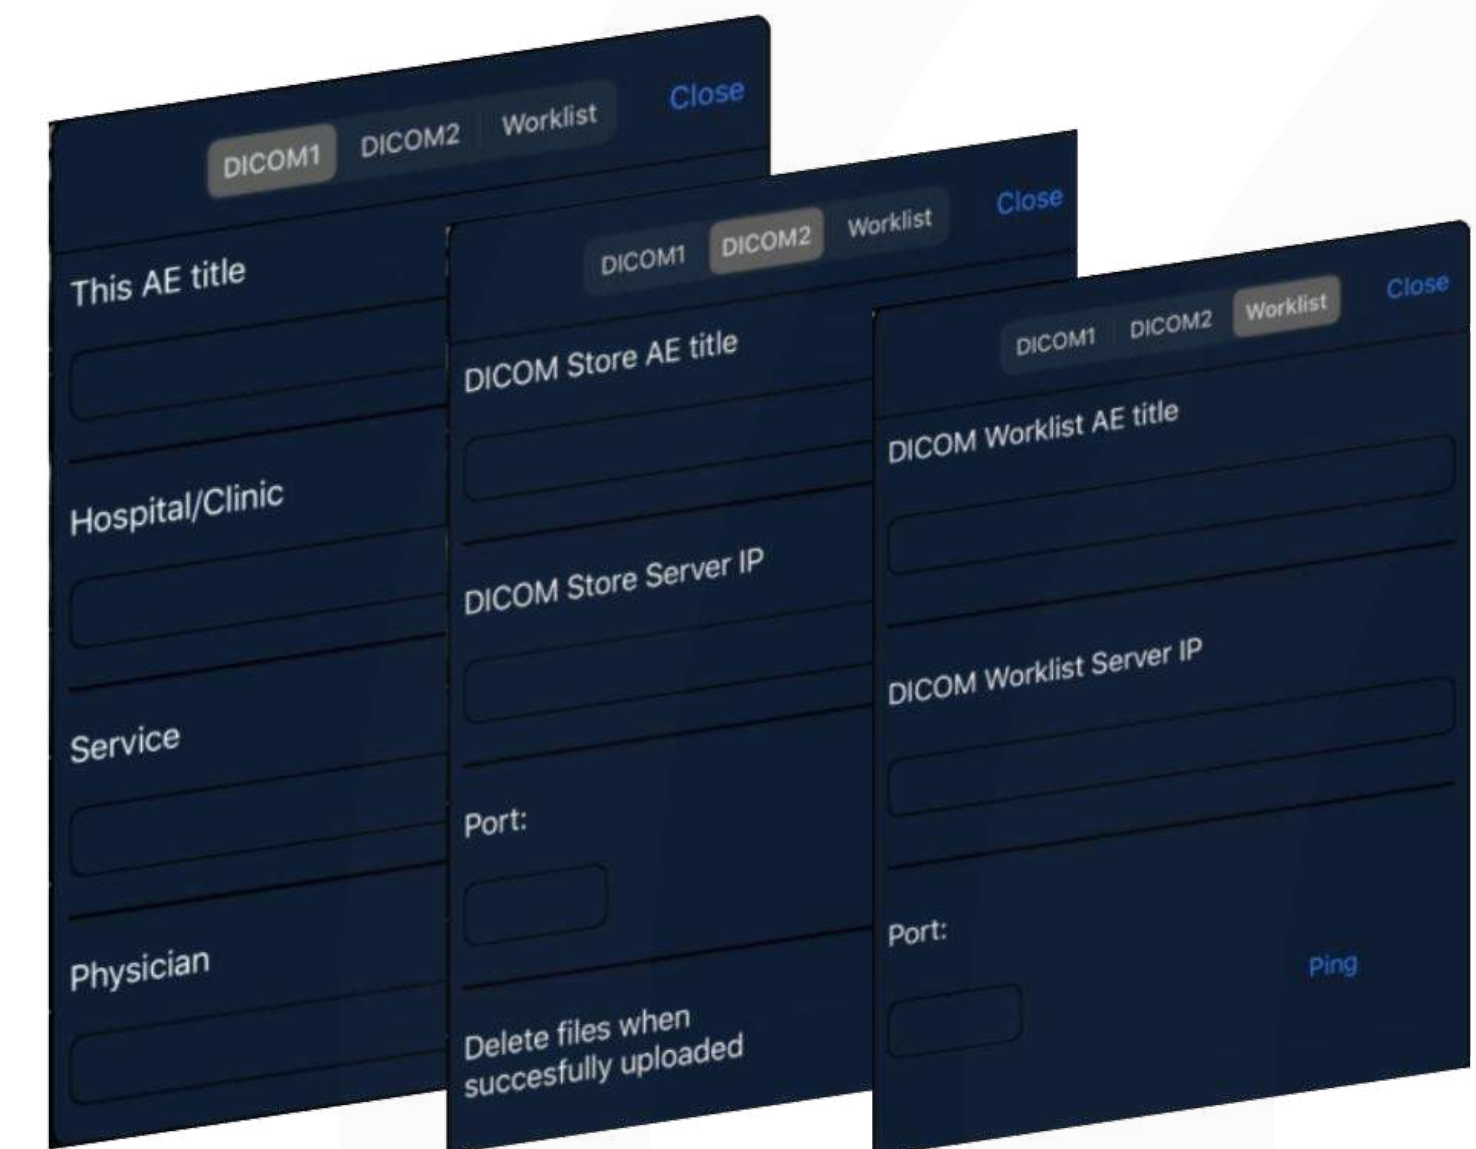 DICOM1 DICOM2 Worklist Close
This AE title
Hospital/Clinic
Service
Physician
DICOM1 DICOM2 Worklist Close
DICOM Store AE title
DICOM Store Server IP
Port:
Delete files when
succesfully uploaded
DICOM1 DICOM2 Worklist Close
DICOM Worklist AE title
DICOM Worklist Server IP
Port:
Ping